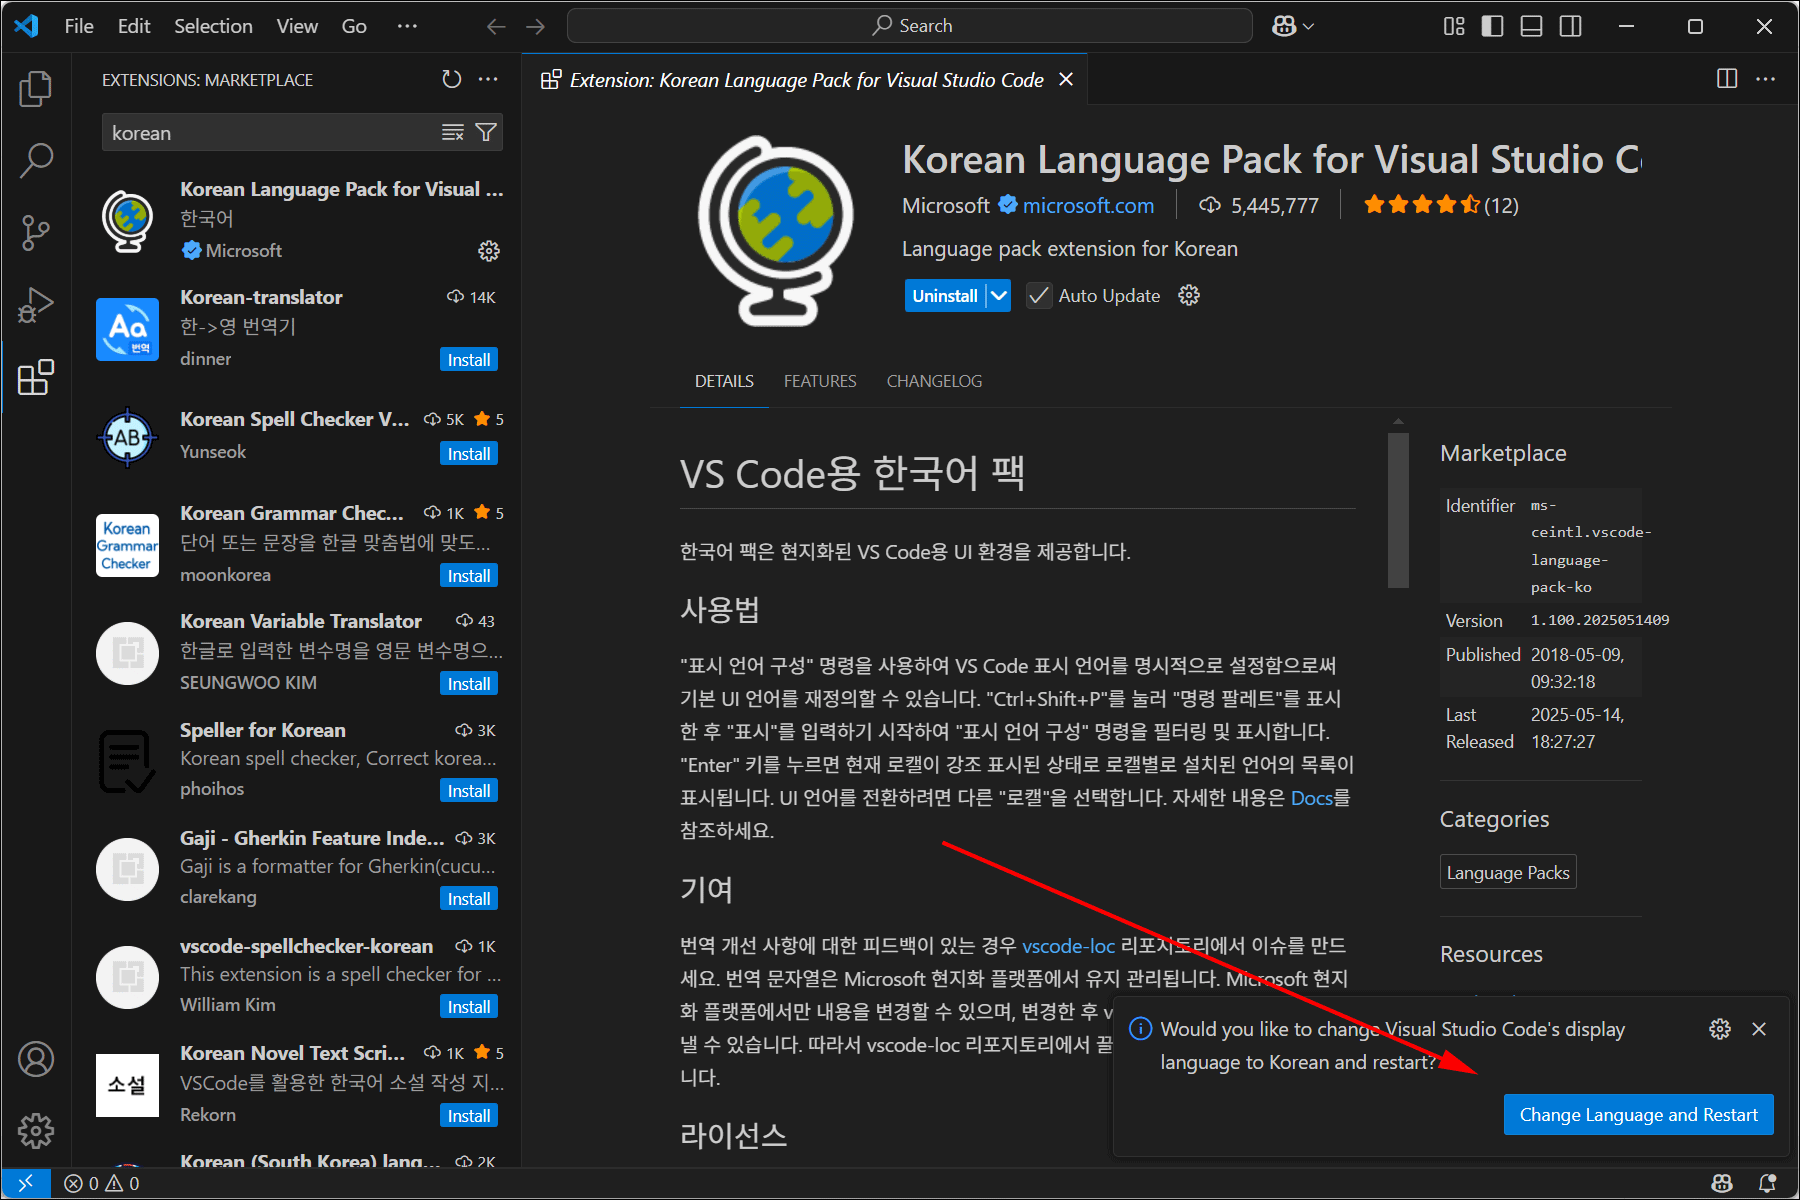 File Edit Selection View Go ··· Search
EXTENSIONS: MARKETPLACE
korean
Korean Language Pack for Visual ...
한국어
Microsoft
Korean-translator 14K
한->영 번역기
dinner Install
Aa
번역
Korean Spell Checker V... 5K 5
Yunseok Install
AB
Korean Grammar Chec... 1K 5
단어 또는 문장을 한글 맞춤법에 맞도...
moonkorea Install
Korean
Grammar
Checker
Korean Variable Translator 43
한글로 입력한 변수명을 영문 변수명으...
SEUNGWOO KIM Install
Speller for Korean 3K
Korean spell checker, Correct korea...
phoihos Install
Gaji - Gherkin Feature Inde... 3K
Gaji is a formatter for Gherkin(cucu...
clarekang Install
vscode-spellchecker-korean 1K
This extension is a spell checker for ...
William Kim Install
Korean Novel Text Scri... 1K 5
VSCode를 활용한 한국어 소설 작성 지...
Rekorn Install
소설
Korean (South Korea) lang... 2K
Extension: Korean Language Pack for Visual Studio Code
Korean Language Pack for Visual Studio C
Microsoft microsoft.com 5,445,777 (12)
Language pack extension for Korean
Uninstall Auto Update
DETAILS FEATURES CHANGELOG
VS Code용 한국어 팩
한국어 팩은 현지화된 VS Code용 UI 환경을 제공합니다.
사용법
"표시 언어 구성" 명령을 사용하여 VS Code 표시 언어를 명시적으로 설정함으로써
기본 UI 언어를 재정의할 수 있습니다. "Ctrl+Shift+P"를 눌러 "명령 팔레트"를 표시
한 후 "표시"를 입력하기 시작하여 "표시 언어 구성" 명령을 필터링 및 표시합니다.
"Enter" 키를 누르면 현재 로캘이 강조 표시된 상태로 로캘별로 설치된 언어의 목록이
표시됩니다. UI 언어를 전환하려면 다른 "로캘"을 선택합니다. 자세한 내용은 Docs를
참조하세요.
기여
번역 개선 사항에 대한 피드백이 있는 경우 vscode-loc 리포지토리에서 이슈를 만드
세요. 번역 문자열은 Microsoft 현지화 플랫폼에서 유지 관리됩니다. Microsoft 현지
화 플랫폼에서만 내용을 변경할 수 있으며, 변경한 후 v
낼 수 있습니다. 따라서 vscode-loc 리포지토리에서 끌
니다.
라이선스
Marketplace
Identifier ms-
ceintl.vscode-
language-
pack-ko
Version 1.100.2025051409
Published 2018-05-09,
09:32:18
Last 2025-05-14,
Released 18:27:27
Categories
Language Packs
Resources
Would you like to change Visual Studio Code's display
language to Korean and restart?
Change Language and Restart
0 0